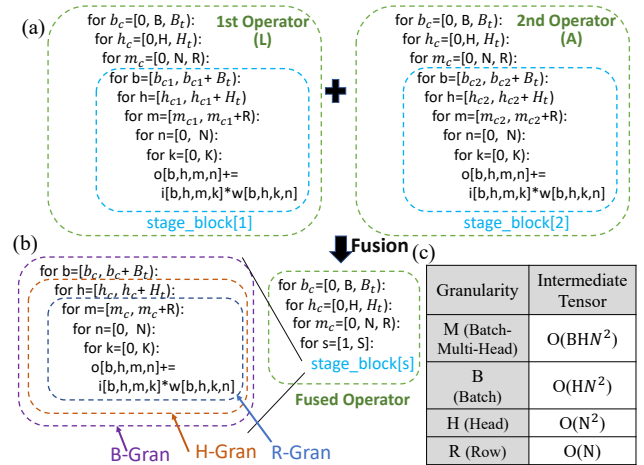 (a)
1st Operator
(L)
for b_c=[0, B, B_t):
for h_c=[0,H, H_t):
for m_c=[0, N, R):
for b=[b_c1, b_c1+ B_t):
for h=[h_c1, h_c1+ H_t)
for m=[m_c1, m_c1+R):
for n=[0, N):
for k=[0, K):
o[b,h,m,n]+=
i[b,h,m,k]*w[b,h,k,n]
stage_block[1]
+
2nd Operator
(A)
for b_c=[0, B, B_t):
for h_c=[0,H, H_t):
for m_c=[0, N, R):
for b=[b_c2, b_c2+ B_t):
for h=[h_c2, h_c2+ H_t)
for m=[m_c2, m_c2+R):
for n=[0, N):
for k=[0, K):
o[b,h,m,n]+=
i[b,h,m,k]*w[b,h,k,n]
stage_block[2]
Fusion
(b)
for b=[b_c, b_c+ B_t):
for h=[h_c, h_c+ H_t):
for m=[m_c, m_c+R):
for n=[0, N):
for k=[0, K):
o[b,h,m,n]+=
i[b,h,m,k]*w[b,h,k,n]
B-Gran
H-Gran
R-Gran
for b_c=[0, B, B_t):
for h_c=[0,H, H_t):
for m_c=[0, N, R):
for s=[1, S]:
stage_block[s]
Fused Operator
(c)
Granularity
Intermediate
Tensor
M (Batch-
Multi-Head)
O(BHN²)
B
(Batch)
O(HN²)
H (Head)
O(N²)
R (Row)
O(N)